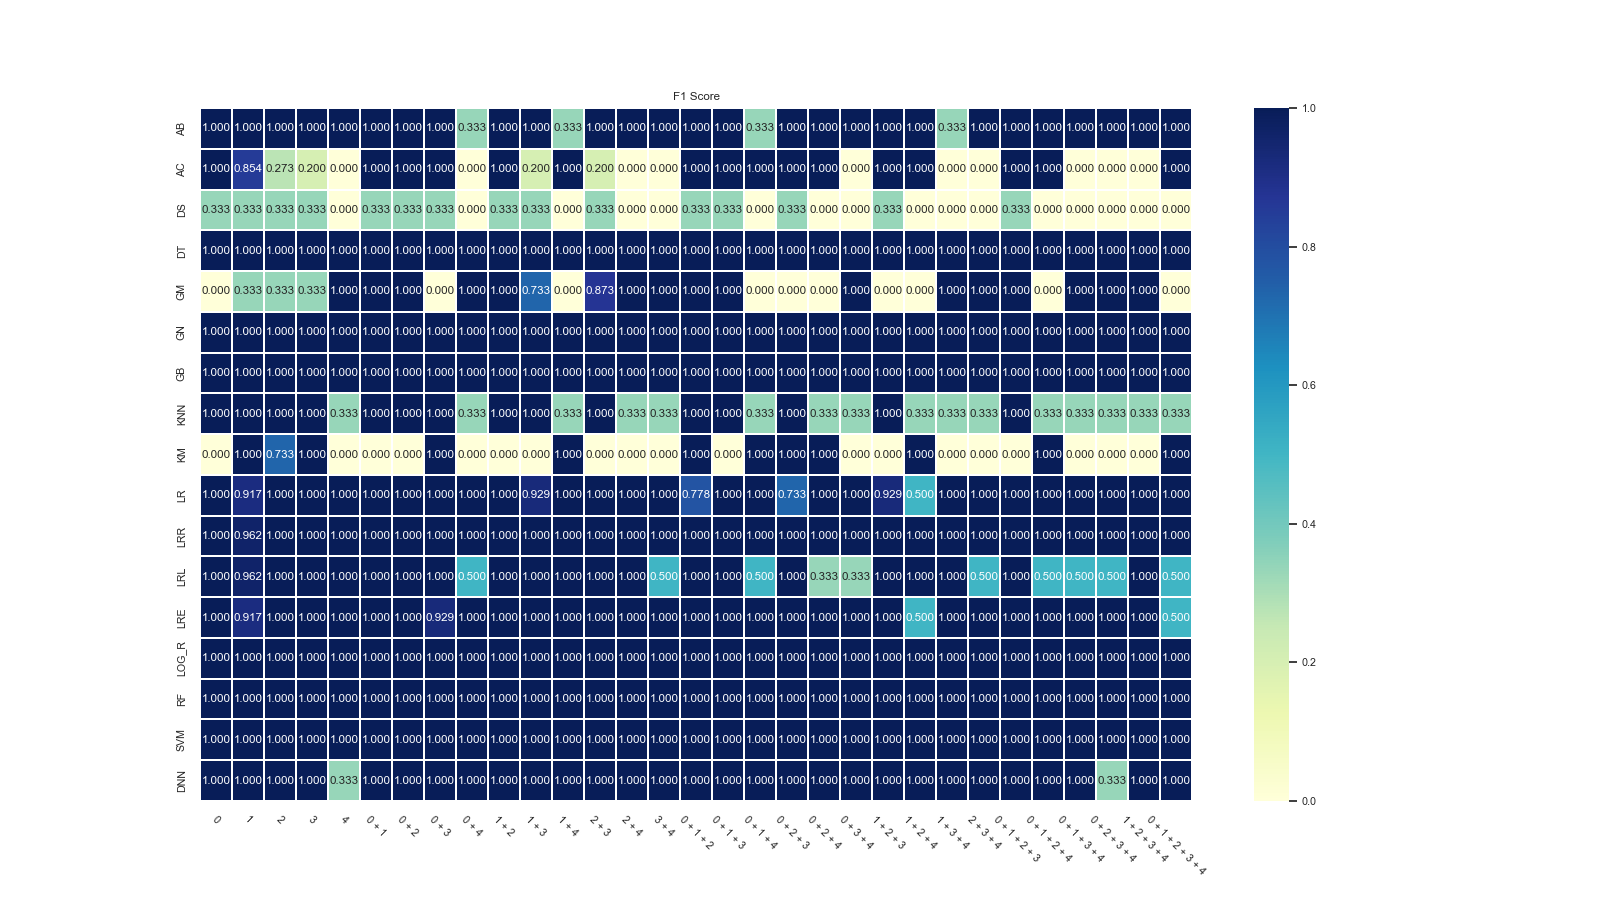 F1 Score
AB 1.000 1.000 1.000 1.000 1.000 1.000 1.000 1.000 0.333 1.000 1.000 0.333 1.000 1.000 1.000 1.000 1.000 0.333 1.000 1.000 1.000 1.000 1.000 0.333 1.000 1.000 1.000 1.000 1.000 1.000 1.000
AC 1.000 0.854 0.273 0.200 0.000 1.000 1.000 1.000 0.000 1.000 0.200 1.000 0.200 0.000 0.000 1.000 1.000 1.000 1.000 1.000 0.000 1.000 1.000 0.000 0.000 1.000 1.000 0.000 0.000 0.000 1.000
DS 0.333 0.333 0.333 0.333 0.000 0.333 0.333 0.333 0.000 0.333 0.333 0.000 0.333 0.000 0.000 0.333 0.333 0.000 0.333 0.000 0.000 0.333 0.000 0.000 0.000 0.333 0.000 0.000 0.000 0.000 0.000
DT 1.000 1.000 1.000 1.000 1.000 1.000 1.000 1.000 1.000 1.000 1.000 1.000 1.000 1.000 1.000 1.000 1.000 1.000 1.000 1.000 1.000 1.000 1.000 1.000 1.000 1.000 1.000 1.000 1.000 1.000 1.000
GM 0.000 0.333 0.333 0.333 1.000 1.000 1.000 0.000 1.000 1.000 0.733 0.000 0.873 1.000 1.000 1.000 1.000 0.000 0.000 0.000 1.000 0.000 0.000 1.000 1.000 1.000 0.000 1.000 1.000 1.000 0.000
GN 1.000 1.000 1.000 1.000 1.000 1.000 1.000 1.000 1.000 1.000 1.000 1.000 1.000 1.000 1.000 1.000 1.000 1.000 1.000 1.000 1.000 1.000 1.000 1.000 1.000 1.000 1.000 1.000 1.000 1.000 1.000
GB 1.000 1.000 1.000 1.000 1.000 1.000 1.000 1.000 1.000 1.000 1.000 1.000 1.000 1.000 1.000 1.000 1.000 1.000 1.000 1.000 1.000 1.000 1.000 1.000 1.000 1.000 1.000 1.000 1.000 1.000 1.000
KNN 1.000 1.000 1.000 1.000 0.333 1.000 1.000 1.000 0.333 1.000 1.000 0.333 1.000 0.333 0.333 1.000 1.000 0.333 1.000 0.333 0.333 1.000 0.333 0.333 0.333 1.000 0.333 0.333 0.333 0.333 0.333
KM 0.000 1.000 0.733 1.000 0.000 0.000 0.000 1.000 0.000 0.000 0.000 1.000 0.000 0.000 0.000 1.000 0.000 1.000 1.000 1.000 0.000 0.000 1.000 0.000 0.000 0.000 1.000 0.000 0.000 0.000 1.000
LR 1.000 0.917 1.000 1.000 1.000 1.000 1.000 1.000 1.000 1.000 0.929 1.000 1.000 1.000 1.000 0.778 1.000 1.000 0.733 1.000 1.000 0.929 0.500 1.000 1.000 1.000 1.000 1.000 1.000 1.000 1.000
LRR 1.000 0.962 1.000 1.000 1.000 1.000 1.000 1.000 1.000 1.000 1.000 1.000 1.000 1.000 1.000 1.000 1.000 1.000 1.000 1.000 1.000 1.000 1.000 1.000 1.000 1.000 1.000 1.000 1.000 1.000 1.000
LRL 1.000 0.962 1.000 1.000 1.000 1.000 1.000 1.000 0.500 1.000 1.000 1.000 1.000 1.000 0.500 1.000 1.000 0.500 1.000 0.333 0.333 1.000 1.000 1.000 0.500 1.000 0.500 0.500 0.500 1.000 0.500
LRE 1.000 0.917 1.000 1.000 1.000 1.000 1.000 0.929 1.000 1.000 1.000 1.000 1.000 1.000 1.000 1.000 1.000 1.000 1.000 1.000 1.000 1.000 0.500 1.000 1.000 1.000 1.000 1.000 1.000 1.000 0.500
LOG_R 1.000 1.000 1.000 1.000 1.000 1.000 1.000 1.000 1.000 1.000 1.000 1.000 1.000 1.000 1.000 1.000 1.000 1.000 1.000 1.000 1.000 1.000 1.000 1.000 1.000 1.000 1.000 1.000 1.000 1.000 1.000
RF 1.000 1.000 1.000 1.000 1.000 1.000 1.000 1.000 1.000 1.000 1.000 1.000 1.000 1.000 1.000 1.000 1.000 1.000 1.000 1.000 1.000 1.000 1.000 1.000 1.000 1.000 1.000 1.000 1.000 1.000 1.000
SVM 1.000 1.000 1.000 1.000 1.000 1.000 1.000 1.000 1.000 1.000 1.000 1.000 1.000 1.000 1.000 1.000 1.000 1.000 1.000 1.000 1.000 1.000 1.000 1.000 1.000 1.000 1.000 1.000 1.000 1.000 1.000
DNN 1.000 1.000 1.000 1.000 0.333 1.000 1.000 1.000 1.000 1.000 1.000 1.000 1.000 1.000 1.000 1.000 1.000 1.000 1.000 1.000 1.000 1.000 1.000 1.000 1.000 1.000 1.000 1.000 0.333 1.000 1.000
0
1
2
3
4
0 + 1
0 + 2
0 + 3
0 + 4
1 + 2
1 + 3
1 + 4
2 + 3
2 + 4
3 + 4
0 + 1 + 2
0 + 1 + 3
0 + 1 + 4
0 + 2 + 3
0 + 2 + 4
0 + 3 + 4
1 + 2 + 3
1 + 2 + 4
1 + 3 + 4
2 + 3 + 4
0 + 1 + 2 + 3
0 + 1 + 2 + 4
0 + 1 + 3 + 4
0 + 2 + 3 + 4
1 + 2 + 3 + 4
0 + 1 + 2 + 3 + 4
1.0
0.8
0.6
0.4
0.2
0.0